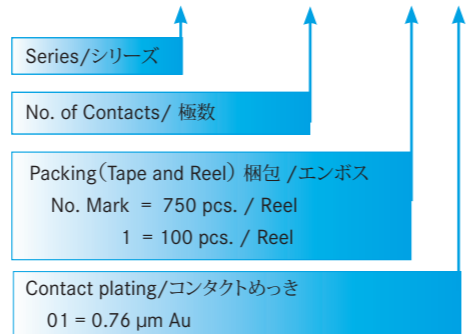 Series/シリーズ
No. of Contacts/ 極数
Packing(Tape and Reel) 梱包 /エンボス
No. Mark = 750 pcs. / Reel
1 = 100 pcs. / Reel
Contact plating/コンタクトめっき
01 = 0.76 µm Au